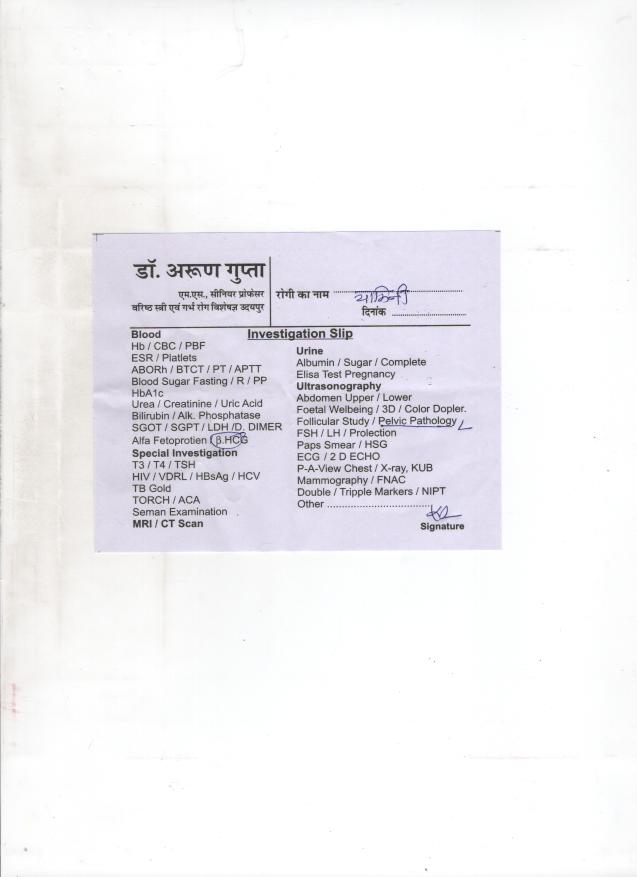 डॉ. अरूण गुप्ता
एम.एस., सीनियर प्रोफेसर
वरिष्ठ स्त्री एवं गर्भ रोग विशेषज्ञ उदयपुर
रोगी का नाम यामिनी
दिनांक
Investigation Slip
Blood
Hb / CBC / PBF
ESR / Platlets
ABORh / BTCT / PT / APTT
Blood Sugar Fasting / R / PP
HbA1c
Urea / Creatinine / Uric Acid
Bilirubin / Alk. Phosphatase
SGOT / SGPT / LDH /D. DIMER
Alfa Fetoprotien / β.HCG
Special Investigation
T3 / T4 / TSH
HIV / VDRL / HBsAg / HCV
TB Gold
TORCH / ACA
Seman Examination
MRI / CT Scan
Urine
Albumin / Sugar / Complete
Elisa Test Pregnancy
Ultrasonography
Abdomen Upper / Lower
Foetal Welbeing / 3D / Color Dopler.
Follicular Study / Pelvic Pathology
FSH / LH / Prolection
Paps Smear / HSG
ECG / 2 D ECHO
P-A-View Chest / X-ray, KUB
Mammography / FNAC
Double / Tripple Markers / NIPT
Other
Signature